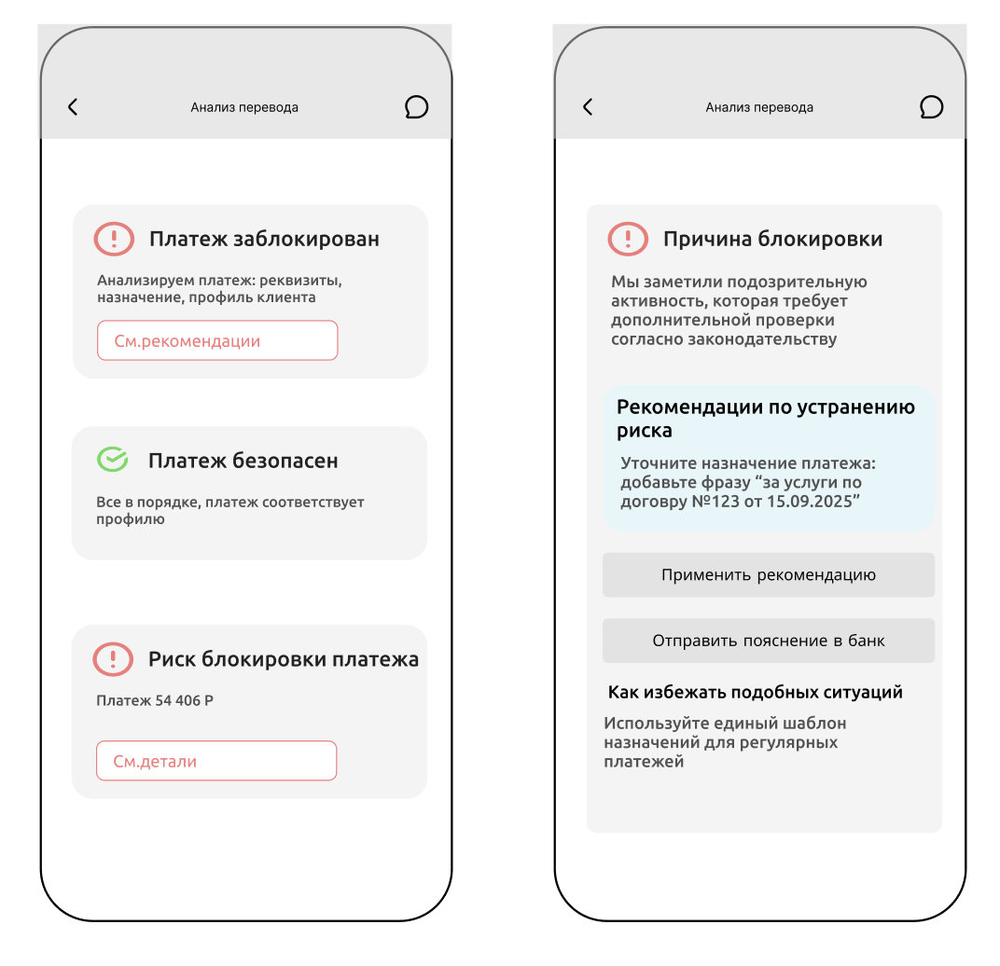 Анализ перевода
Платеж заблокирован
Анализируем платеж: реквизиты,
назначение, профиль клиента
См.рекомендации
Платеж безопасен
Все в порядке, платеж соответствует
профилю
Риск блокировки платежа
Платеж 54 406 Р
См.детали
Анализ перевода
Причина блокировки
Мы заметили подозрительную
активность, которая требует
дополнительной проверки
согласно законодательству
Рекомендации по устранению
риска
Уточните назначение платежа:
добавьте фразу “за услуги по
договру №123 от 15.09.2025”
Применить рекомендацию
Отправить пояснение в банк
Как избежать подобных ситуаций
Используйте единый шаблон
назначений для регулярных
платежей